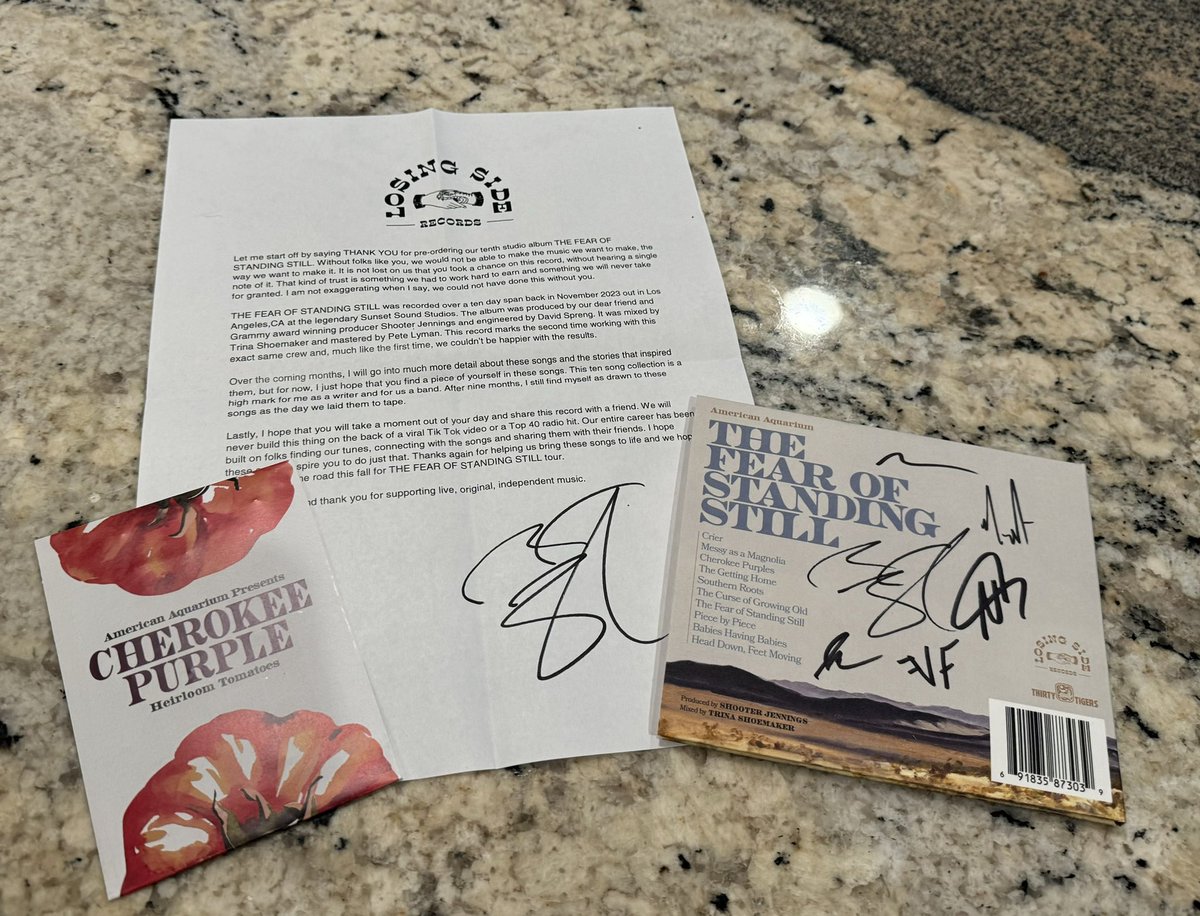 LOSING SIDE
RECORDS
Let me start off by saying THANK YOU for pre-ordering our tenth studio album THE FEAR OF
STANDING STILL. Without folks like you, we would not be able to make the music we want to make, the
way we want to make it. It is not lost on us that you took a chance on this record, without hearing a single
note of it. That kind of trust is something we had to work hard to earn and something we will never take
for granted. I am not exaggerating when I say, we could not have done this without you.
THE FEAR OF STANDING STILL was recorded over a ten day span back in November 2023 out in Los
Angeles,CA at the legendary Sunset Sound Studios. The album was produced by our dear friend and
Grammy award winning producer Shooter Jennings and engineered by David Spreng. It was mixed by
Trina Shoemaker and mastered by Pete Lyman. This record marks the second time working with this
exact same crew and, much like the first time, we couldn't be happier with the results.
Over the coming months, I will go into much more detail about these songs and the stories that inspired
them, but for now, I just hope that you find a piece of yourself in these songs. This ten song collection is a
high mark for me as a writer and for us a band. After nine months, I still find myself as drawn to these
songs as the day we laid them to tape.
Lastly, I hope that you will take a moment out of your day and share this record with a friend. We will
never build this thing on the back of a viral Tik Tok video or a Top 40 radio hit. Our entire career has been
built on folks finding our tunes, connecting with the songs and sharing them with their friends. I hope
these spire you to do just that. Thanks again for helping us bring these songs to life and we hop
ne road this fall for THE FEAR OF STANDING STILL tour.
nd thank you for supporting live, original, independent music.
American Aquarium Presents
CHEROKEE
PURPLE
Heirloom Tomatoes
American Aquarium
THE
FEAR OF
STANDING
STILL
Crier
Messy as a Magnolia
Cherokee Purples
The Getting Home
Southern Roots
The Curse of Growing Old
The Fear of Standing Still
Piece by Piece
Babies Having Babies
Head Down, Feet Moving
Produced by SHOOTER JENNINGS
Mixed by TRINA SHOEMAKER
LOSING SIDE
RECORDS
THIRTY TIGERS
6 91835 87303 9